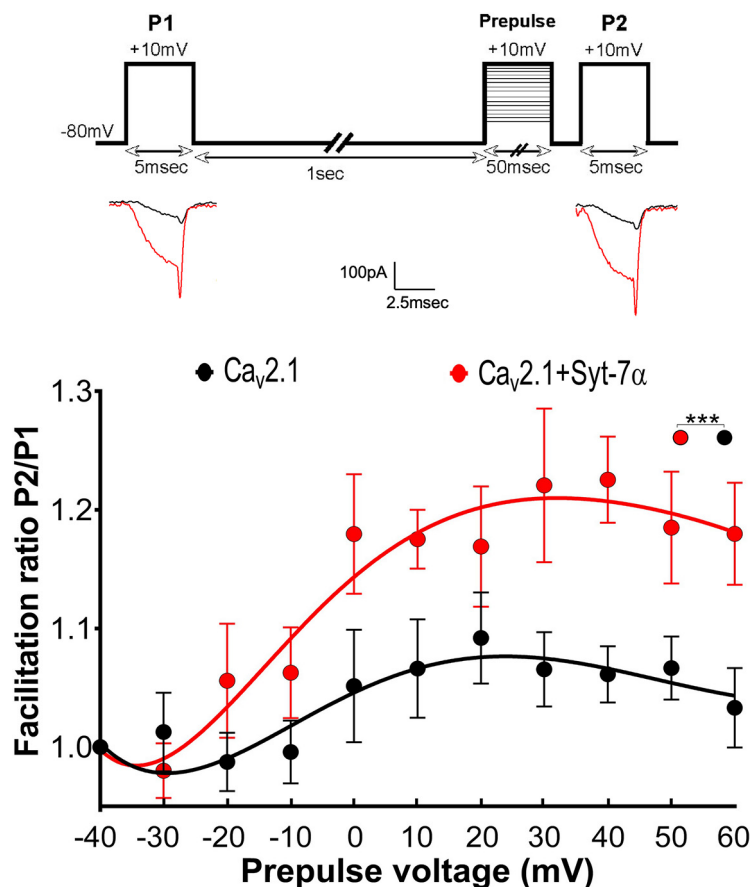 P1 Prepulse P2
+10mV +10mV +10mV
-80mV
5msec 50msec 5msec
1sec
100pA
2.5msec
Cav2.1 Cav2.1+Syt-7α
***
1.3
1.2
1.1
1.0
Facilitation ratio P2/P1
-40 -30 -20 -10 0 10 20 30 40 50 60
Prepulse voltage (mV)